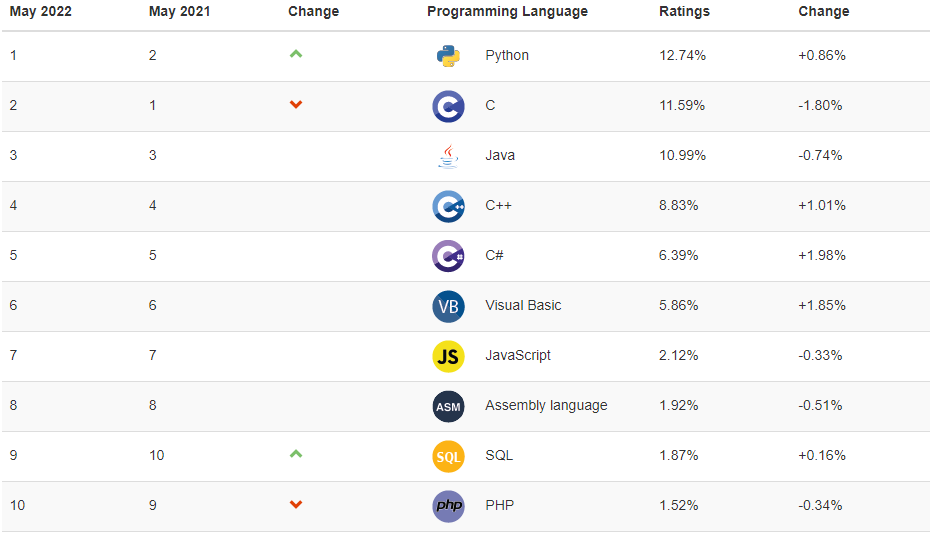 May 2022 May 2021 Change Programming Language Ratings Change
1 2 Python 12.74% +0.86%
2 1 C C 11.59% -1.80%
3 3 Java 10.99% -0.74%
4 4 C++ C++ 8.83% +1.01%
5 5 C# C# 6.39% +1.98%
6 6 VB Visual Basic 5.86% +1.85%
7 7 JS JavaScript 2.12% -0.33%
8 8 ASM Assembly language 1.92% -0.51%
9 10 SQL SQL 1.87% +0.16%
10 9 php PHP 1.52% -0.34%